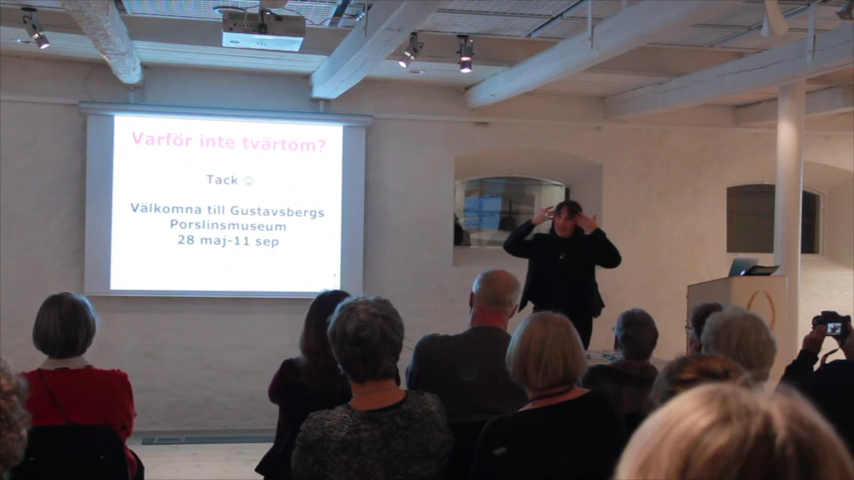 Varför inte tvärtom?
Tack ☺
Välkomna till Gustavsbergs
Porslinsmuseum
28 maj-11 sep